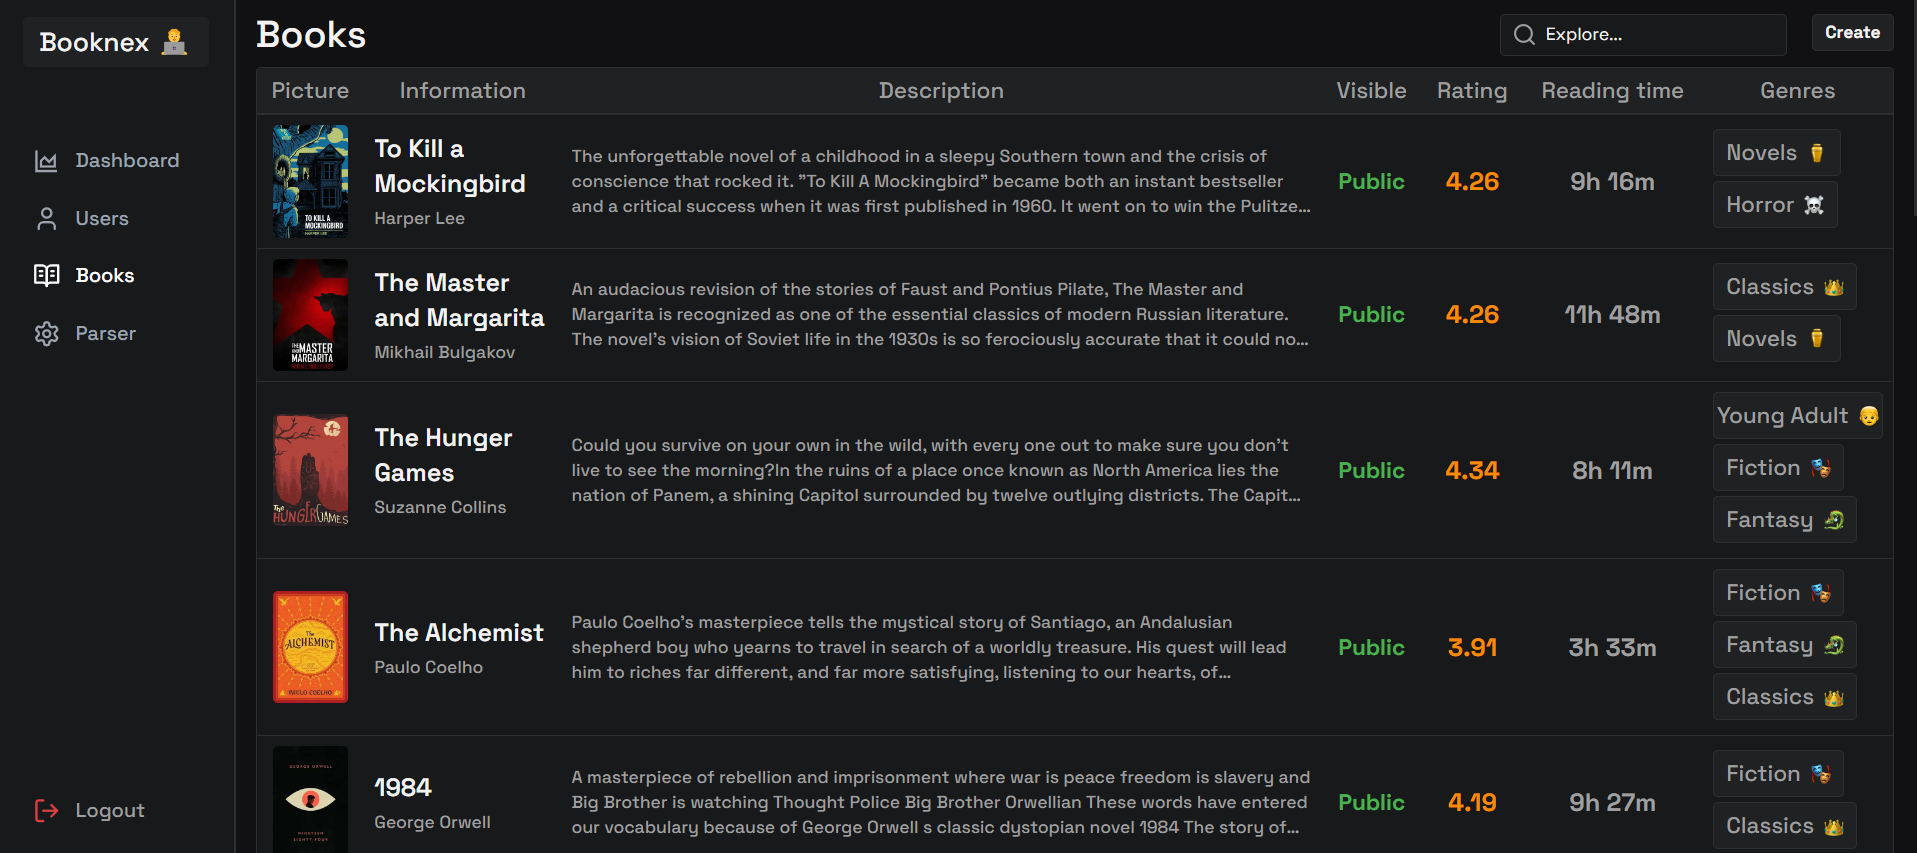 Booknex
Dashboard
Users
Books
Parser
Logout
Books
Explore...
Create
Picture Information Description Visible Rating Reading time Genres
TO KILL A
MOCKINGBIRD
HARPER LEE
To Kill a
Mockingbird
Harper Lee
The unforgettable novel of a childhood in a sleepy Southern town and the crisis of
conscience that rocked it. "To Kill A Mockingbird" became both an instant bestseller
and a critical success when it was first published in 1960. It went on to win the Pulitze...
Public
4.26
9h 16m
Novels
Horror
THE MASTER
AND MARGARITA
The Master
and Margarita
Mikhail Bulgakov
An audacious revision of the stories of Faust and Pontius Pilate, The Master and
Margarita is recognized as one of the essential classics of modern Russian literature.
The novel's vision of Soviet life in the 1930s is so ferociously accurate that it could no...
Public
4.26
11h 48m
Classics
Novels
The
HUNGER GAMES
The Hunger
Games
Suzanne Collins
Could you survive on your own in the wild, with every one out to make sure you don't
live to see the morning?In the ruins of a place once known as North America lies the
nation of Panem, a shining Capitol surrounded by twelve outlying districts. The Capit...
Public
4.34
8h 11m
Young Adult
Fiction
Fantasy
The
ALCHEMIST
PAULO COELHO
The Alchemist
Paulo Coelho
Paulo Coelho's masterpiece tells the mystical story of Santiago, an Andalusian
shepherd boy who yearns to travel in search of a worldly treasure. His quest will lead
him to riches far different, and far more satisfying, listening to our hearts, of...
Public
3.91
3h 33m
Fiction
Fantasy
Classics
GEORGE ORWELL
NINETEEN
EIGHTY FOUR
1984
George Orwell
A masterpiece of rebellion and imprisonment where war is peace freedom is slavery and
Big Brother is watching Thought Police Big Brother Orwellian These words have entered
our vocabulary because of George Orwell s classic dystopian novel 1984 The story of...
Public
4.19
9h 27m
Fiction
Classics